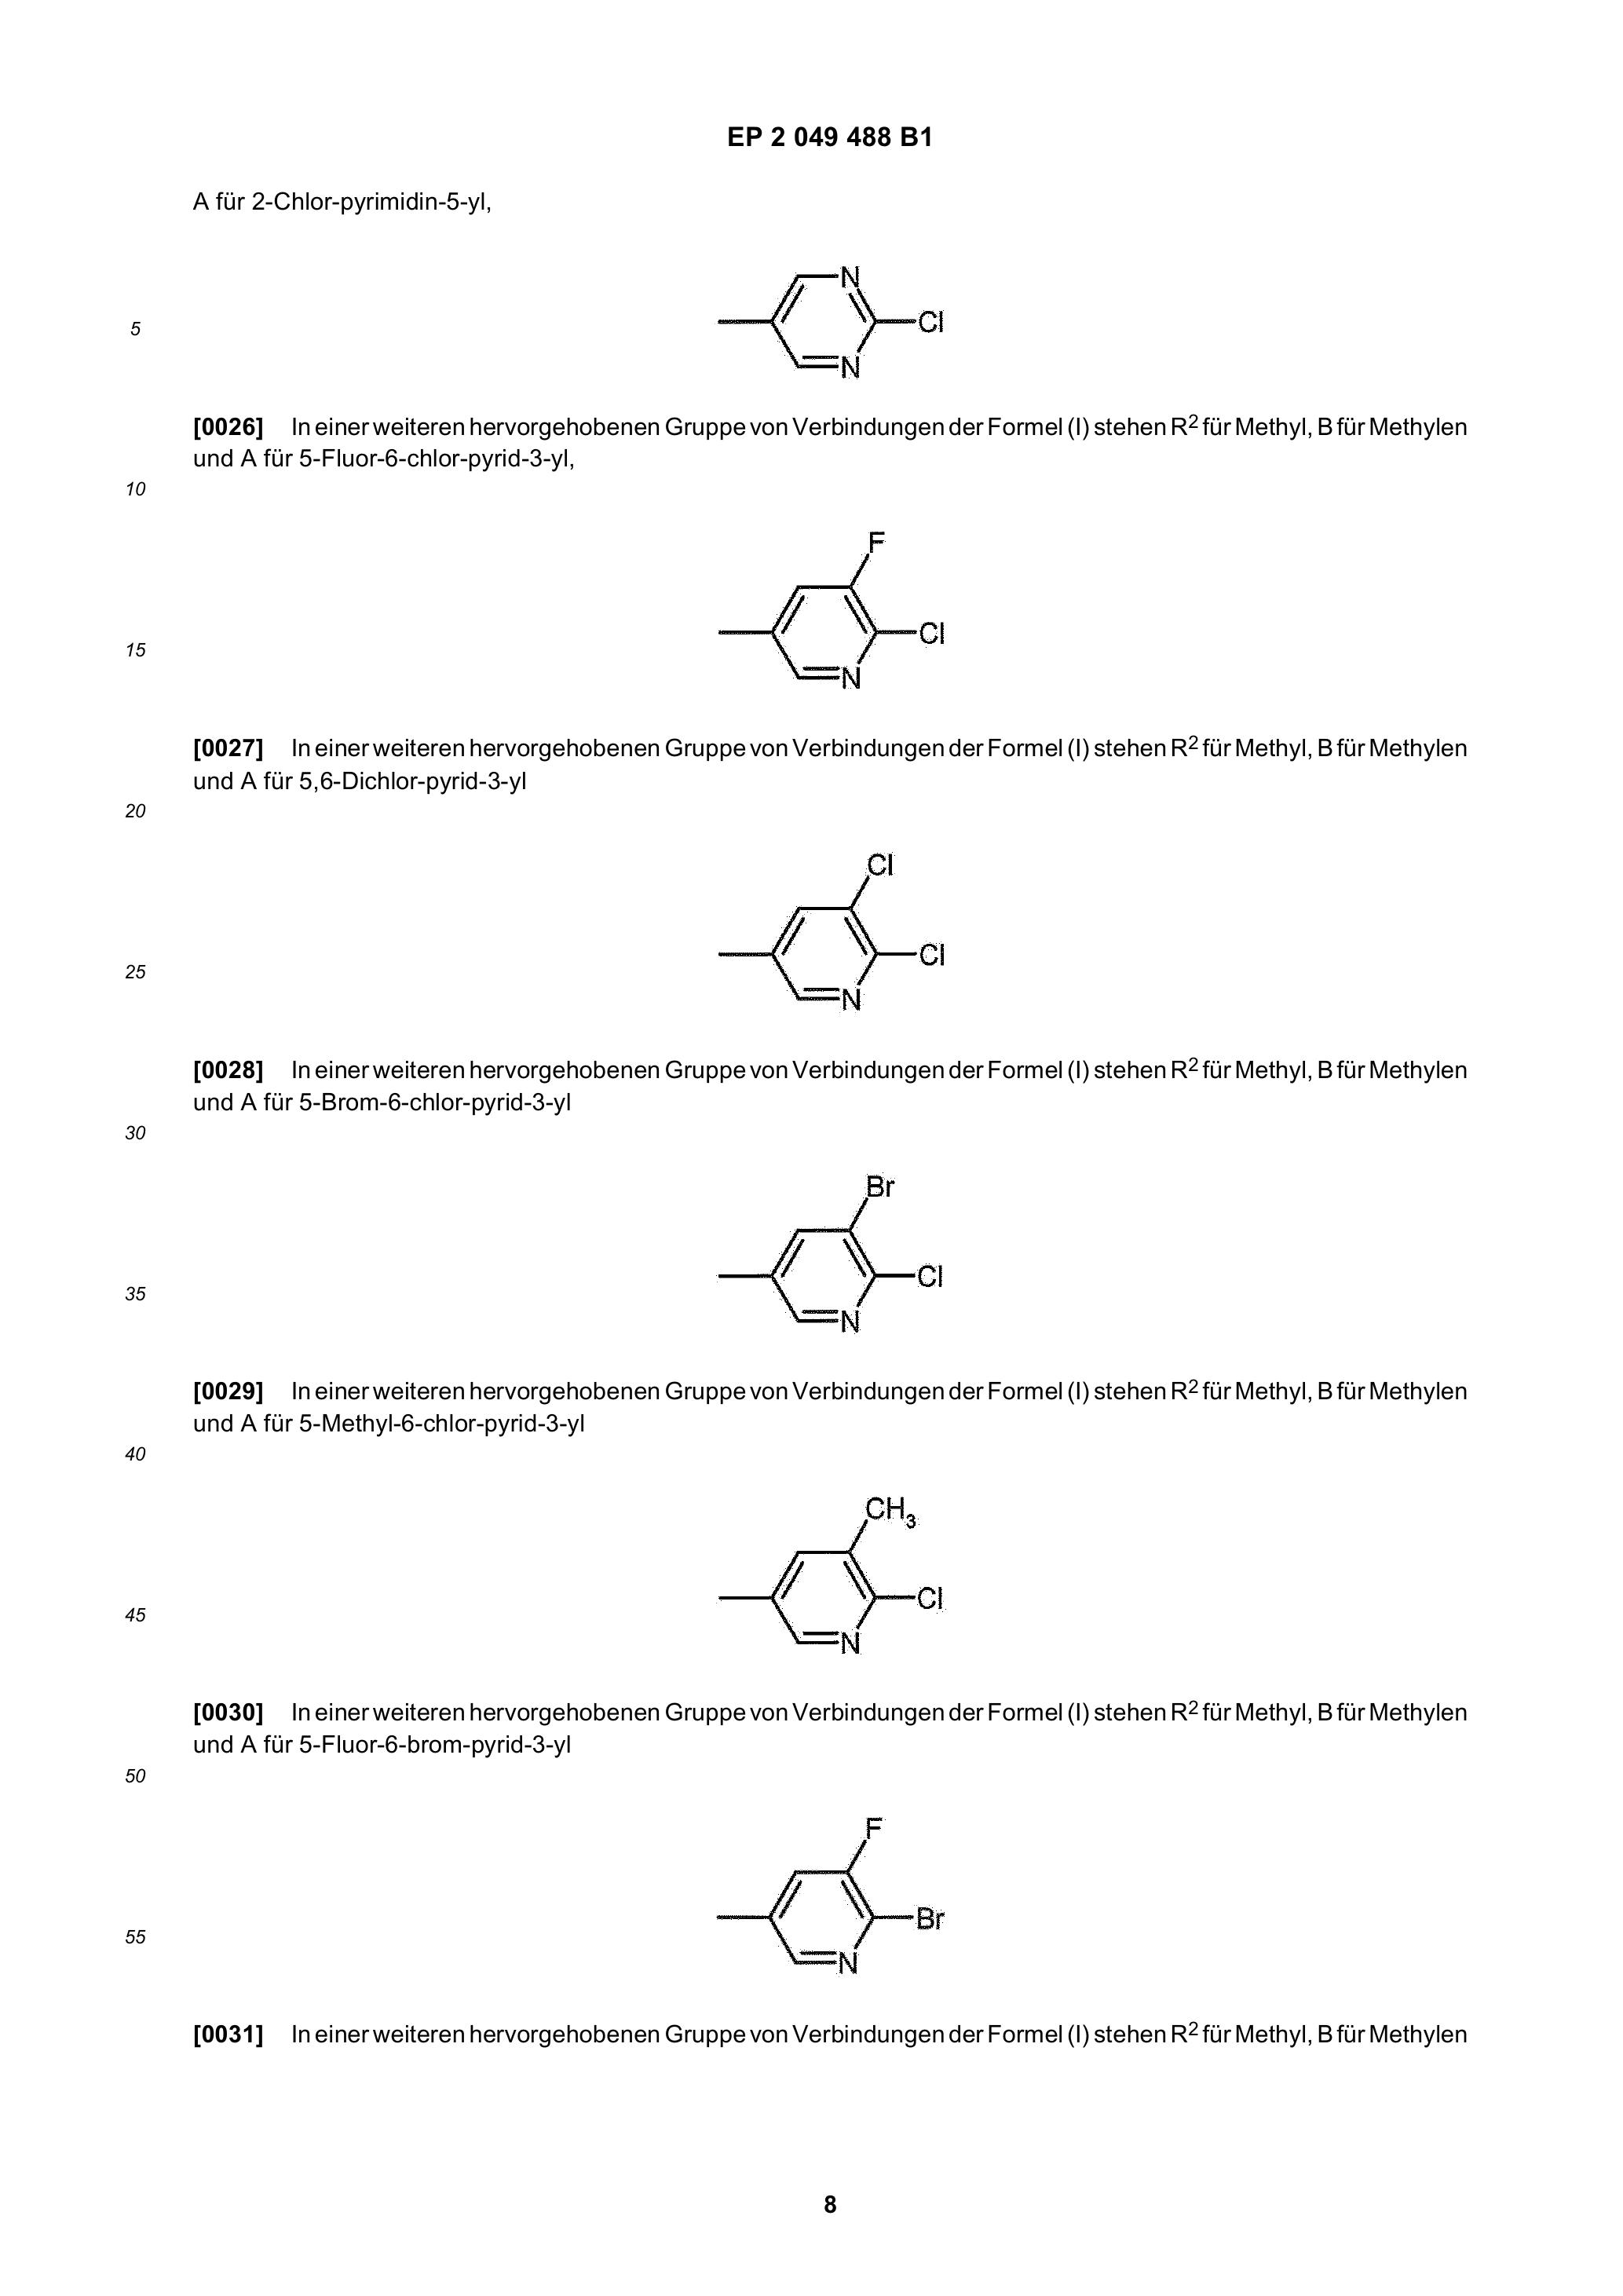 EP 2 049 488 B1
A für 2-Chlor-pyrimidin-5-yl,
N
5
Cl
N
[0026] In einer weiteren hervorgehobenen Gruppe von Verbindungen der Formel (I) stehen R2 für Methyl, B für Methylen
und A für 5-Fluor-6-chlor-pyrid-3-yl,
10
F
15
Cl
N
[0027] In einer weiteren hervorgehobenen Gruppe von Verbindungen der Formel (I) stehen R2 für Methyl, B für Methylen
und A für 5,6-Dichlor-pyrid-3-yl
20
Cl
Cl
25
N
[0028] In einer weiteren hervorgehobenen Gruppe von Verbindungen der Formel (I) stehen R2 für Methyl, B für Methylen
und A für 5-Brom-6-chlor-pyrid-3-yl
30
Br
Cl
35
N
[0029] In einer weiteren hervorgehobenen Gruppe von Verbindungen der Formel (I) stehen R2 für Methyl, B für Methylen
und A für 5-Methyl-6-chlor-pyrid-3-yl
40
CH3
Cl
45
N
[0030] In einer weiteren hervorgehobenen Gruppe von Verbindungen der Formel (I) stehen R2 für Methyl, B für Methylen
und A für 5-Fluor-6-brom-pyrid-3-yl
50
F
Br
55
N
[0031] In einer weiteren hervorgehobenen Gruppe von Verbindungen der Formel (I) stehen R2 für Methyl, B für Methylen
8